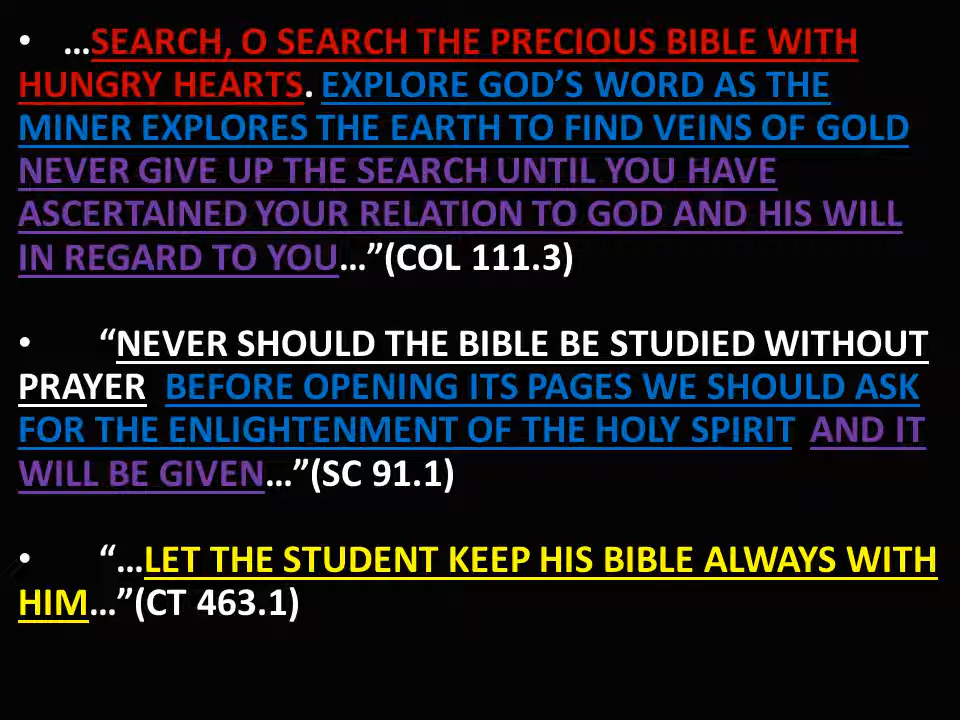 • …SEARCH, O SEARCH THE PRECIOUS BIBLE WITH
HUNGRY HEARTS. EXPLORE GOD’S WORD AS THE
MINER EXPLORES THE EARTH TO FIND VEINS OF GOLD
NEVER GIVE UP THE SEARCH UNTIL YOU HAVE
ASCERTAINED YOUR RELATION TO GOD AND HIS WILL
IN REGARD TO YOU…”(COL 111.3)
• “NEVER SHOULD THE BIBLE BE STUDIED WITHOUT
PRAYER BEFORE OPENING ITS PAGES WE SHOULD ASK
FOR THE ENLIGHTENMENT OF THE HOLY SPIRIT AND IT
WILL BE GIVEN…”(SC 91.1)
• “…LET THE STUDENT KEEP HIS BIBLE ALWAYS WITH
HIM…”(CT 463.1)